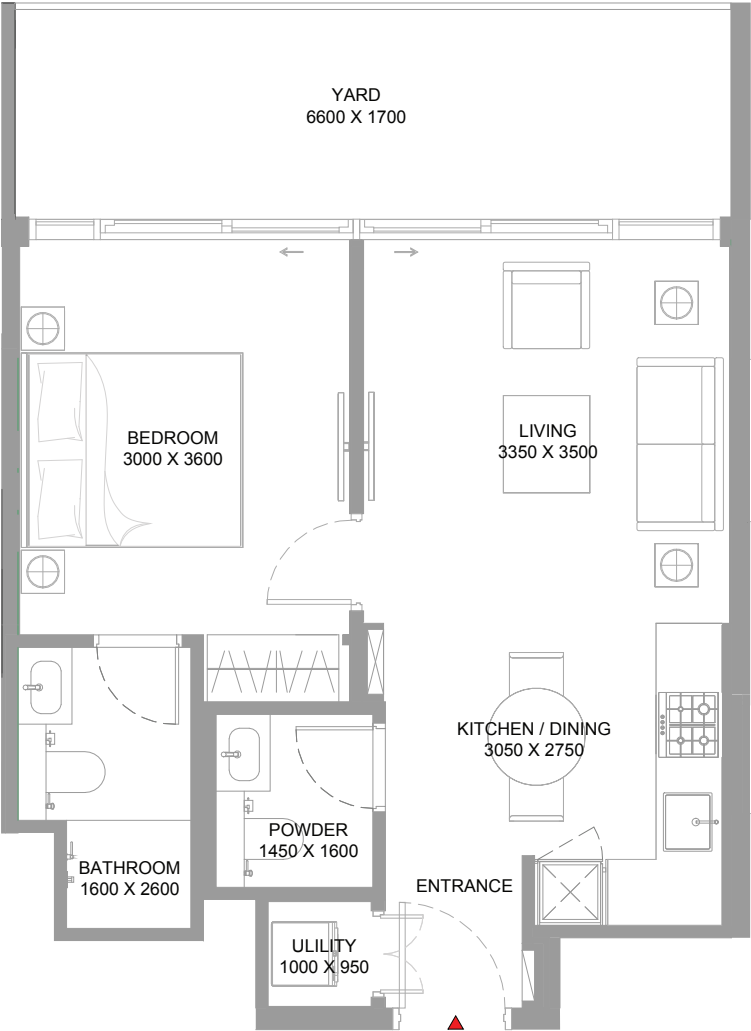 YARD
6600 X 1700
BEDROOM
3000 X 3600
LIVING
3350 X 3500
KITCHEN / DINING
3050 X 2750
POWDER
1450 X 1600
BATHROOM
1600 X 2600
ENTRANCE
ULILITY
1000 X 950